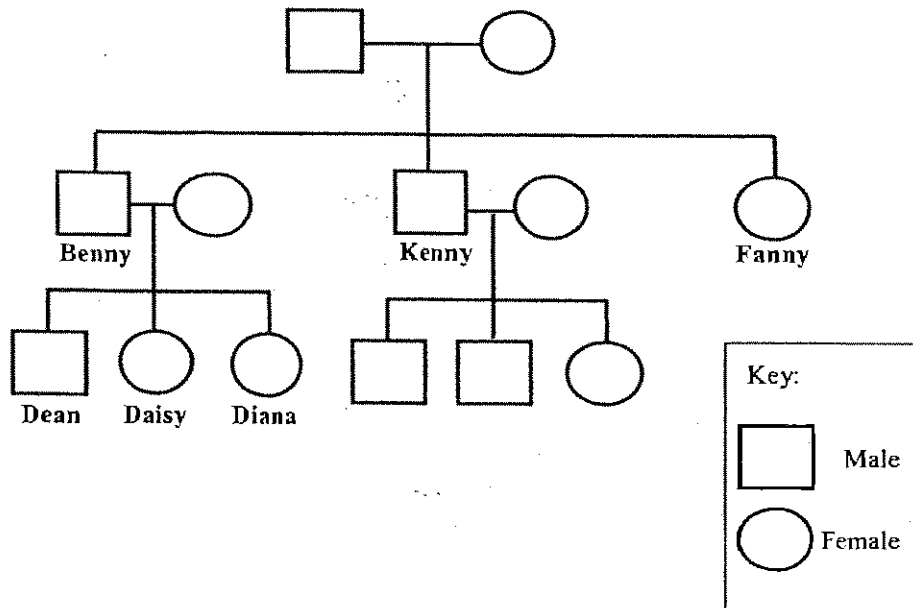 Benny
Kenny
Fanny
Dean Daisy Diana
Key:
Male
Female